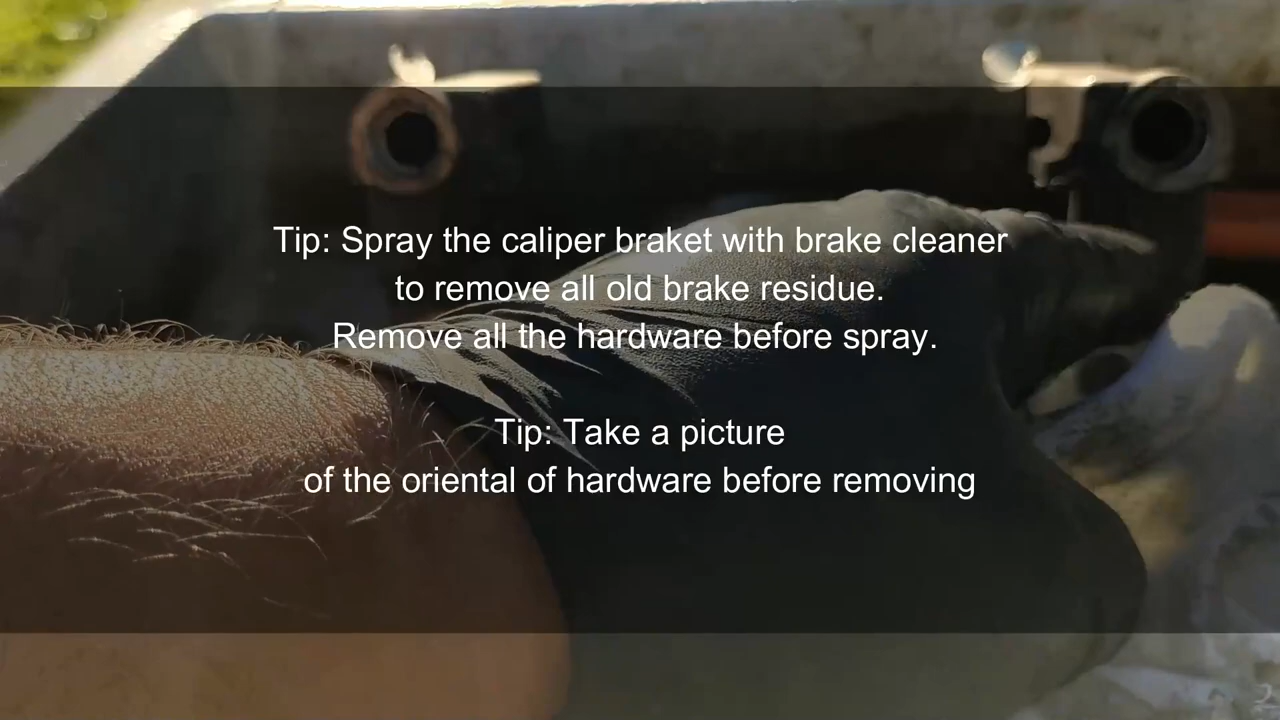 Tip: Spray the caliper braket with brake cleaner
to remove all old brake residue.
Remove all the hardware before spray.
Tip: Take a picture
of the oriental of hardware before removing